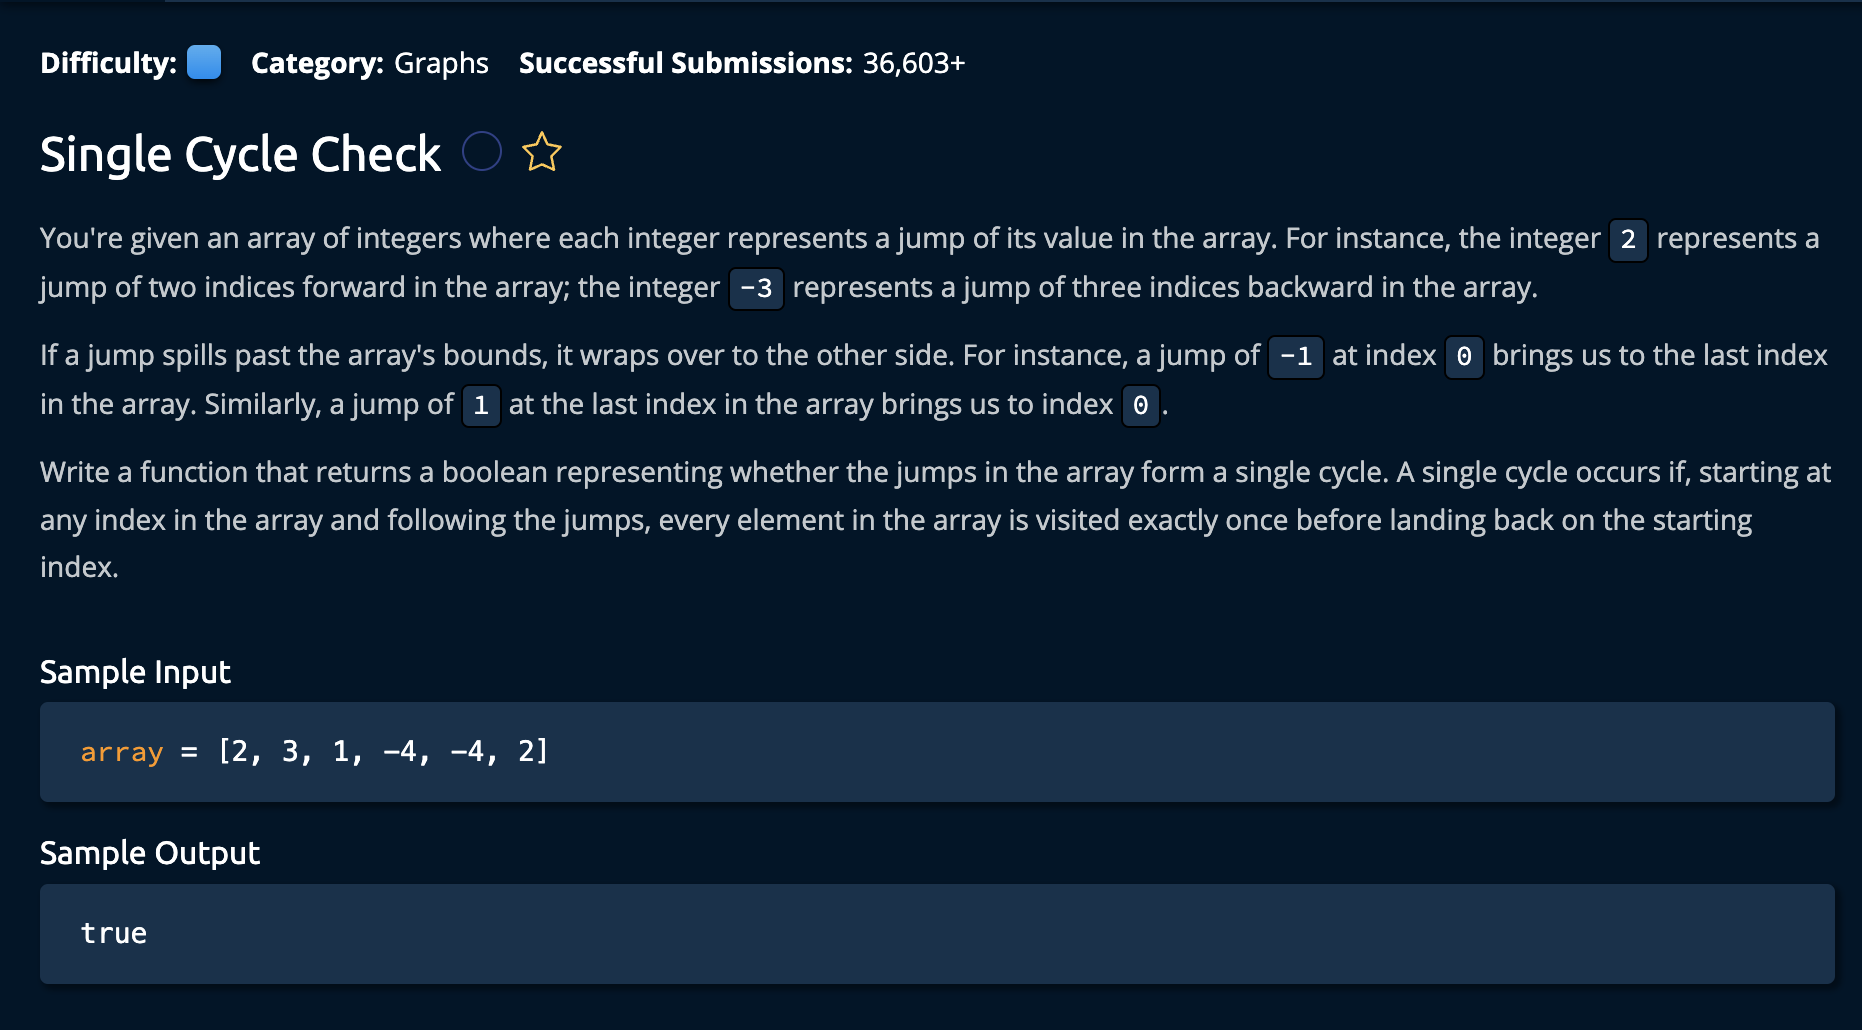 Difficulty: Category: Graphs Successful Submissions: 36,603+
Single Cycle Check
You're given an array of integers where each integer represents a jump of its value in the array. For instance, the integer 2 represents a
jump of two indices forward in the array; the integer -3 represents a jump of three indices backward in the array.
If a jump spills past the array's bounds, it wraps over to the other side. For instance, a jump of -1 at index 0 brings us to the last index
in the array. Similarly, a jump of 1 at the last index in the array brings us to index 0.
Write a function that returns a boolean representing whether the jumps in the array form a single cycle. A single cycle occurs if, starting at
any index in the array and following the jumps, every element in the array is visited exactly once before landing back on the starting
index.
Sample Input
array = [2, 3, 1, -4, -4, 2]
Sample Output
true